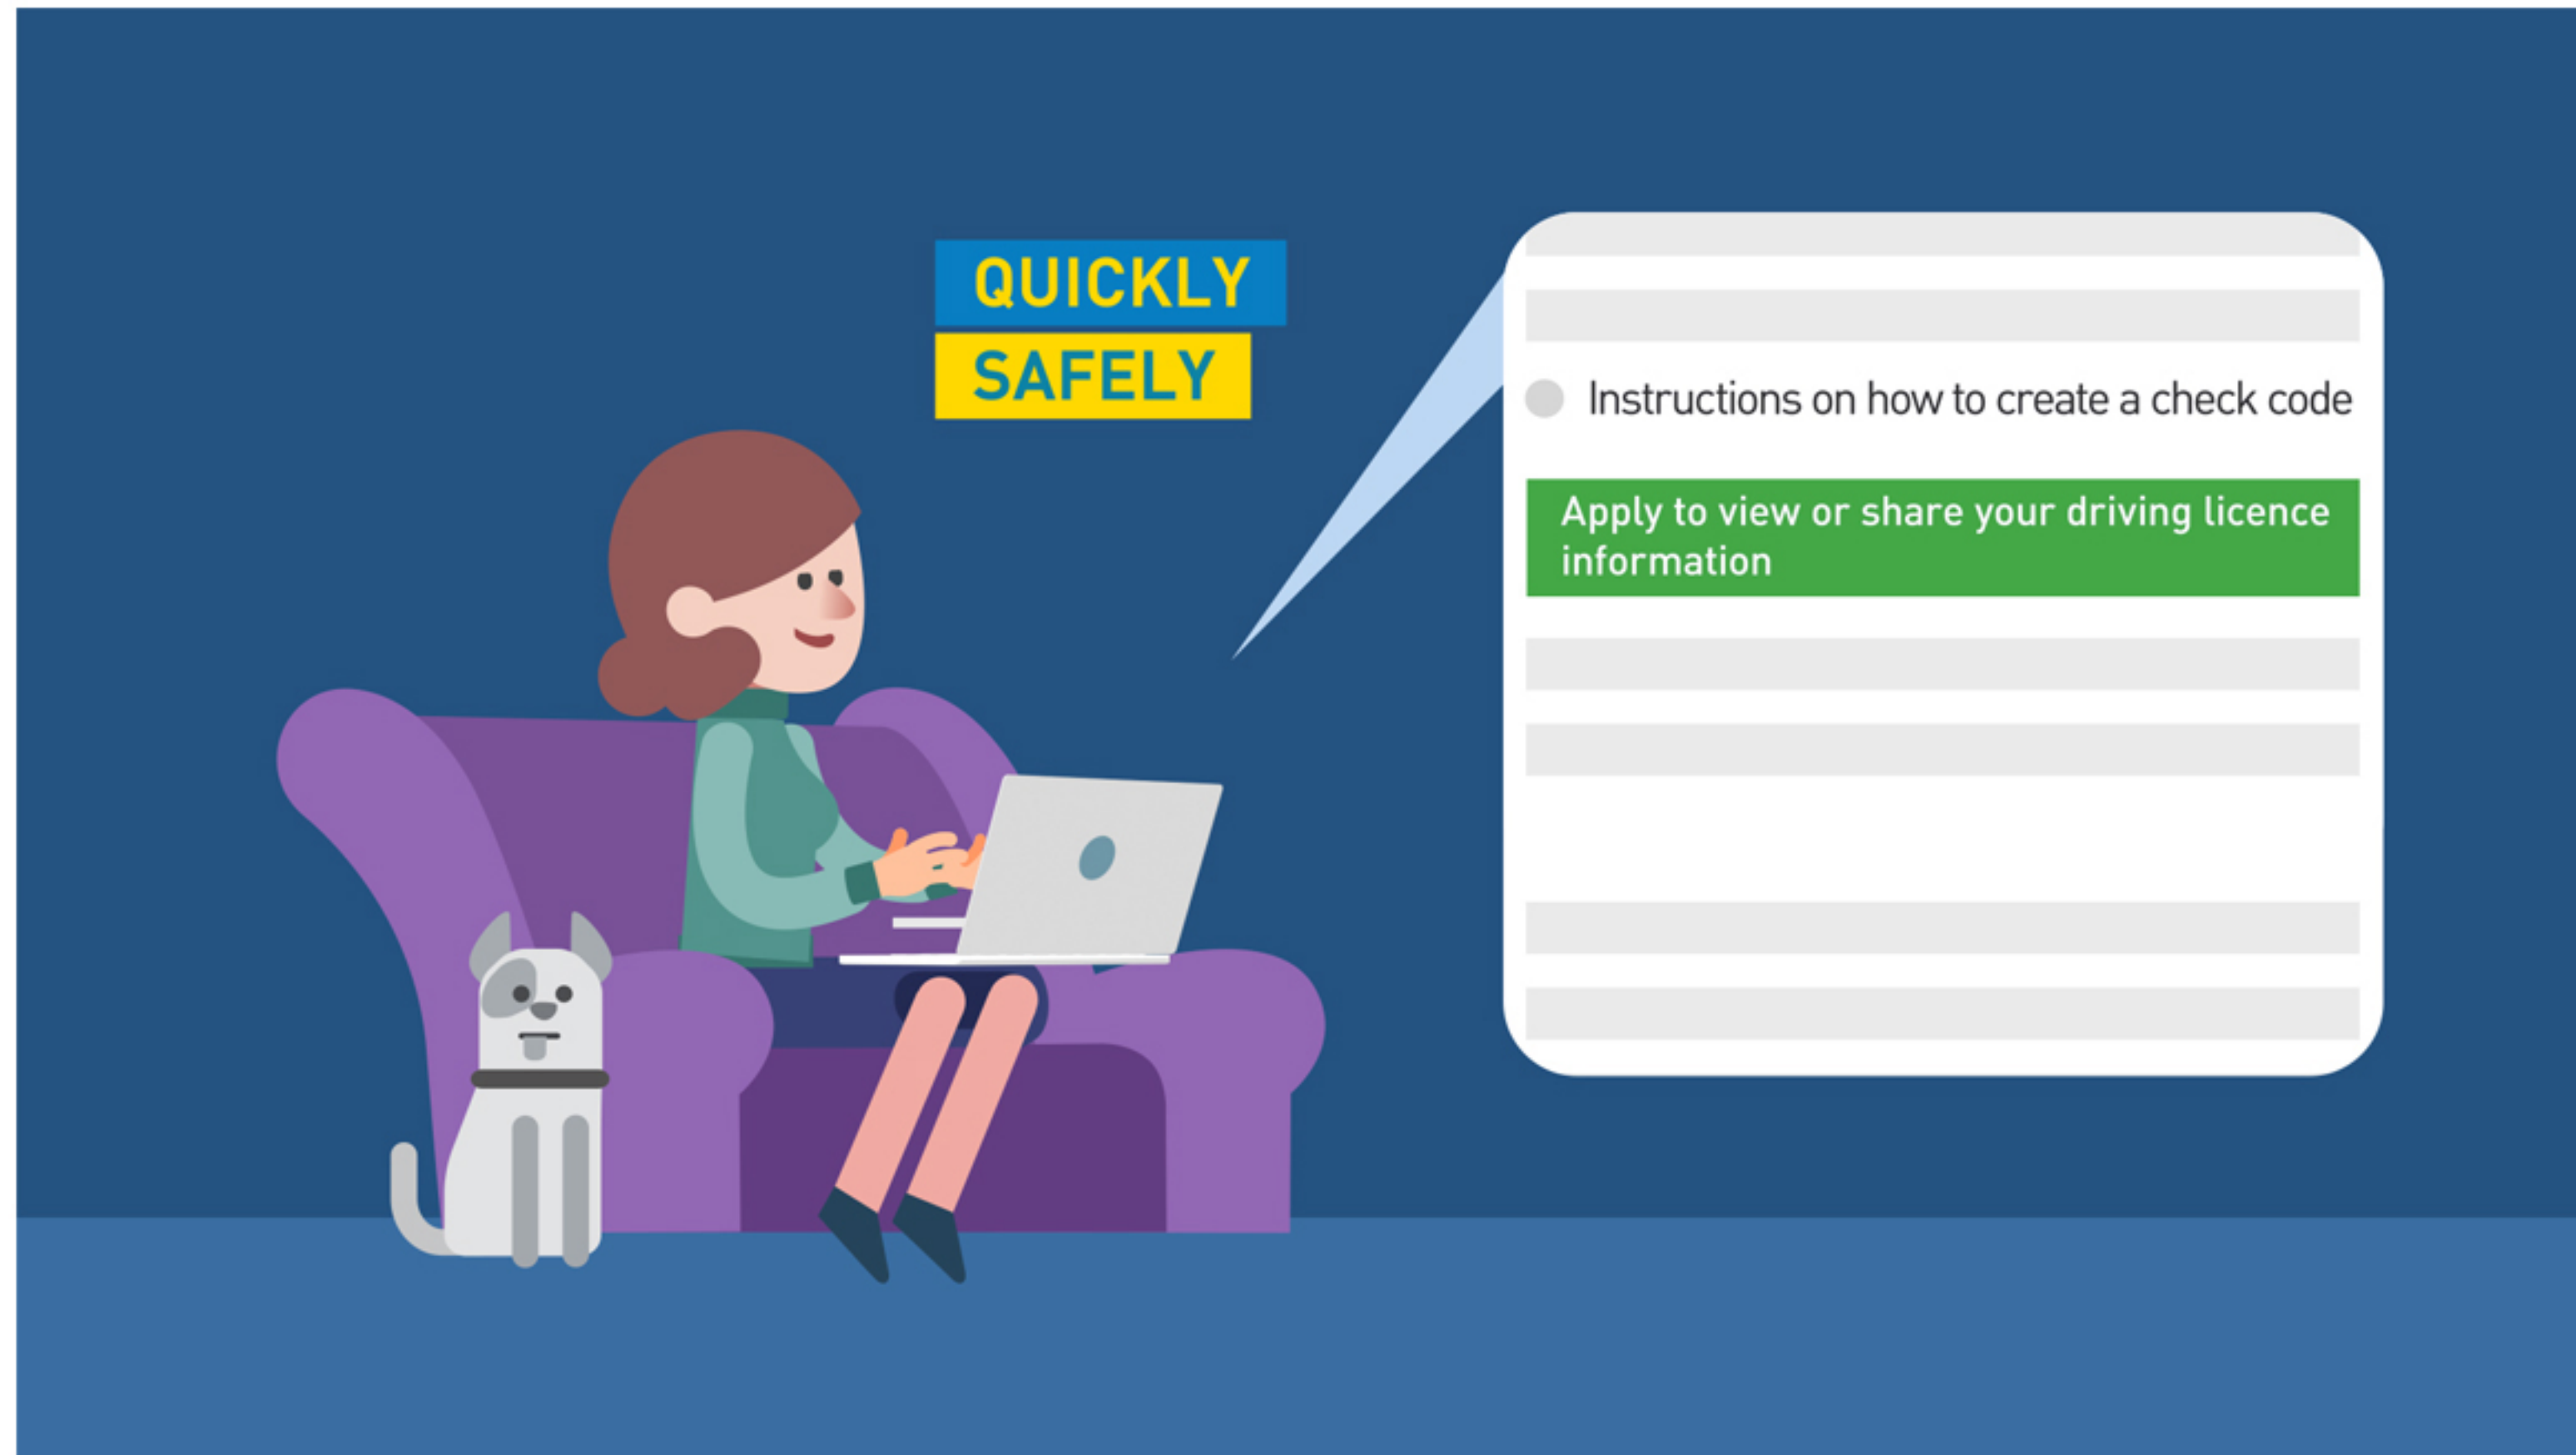 QUICKLY
SAFELY
Instructions on how to create a check code
Apply to view or share your driving licence
information